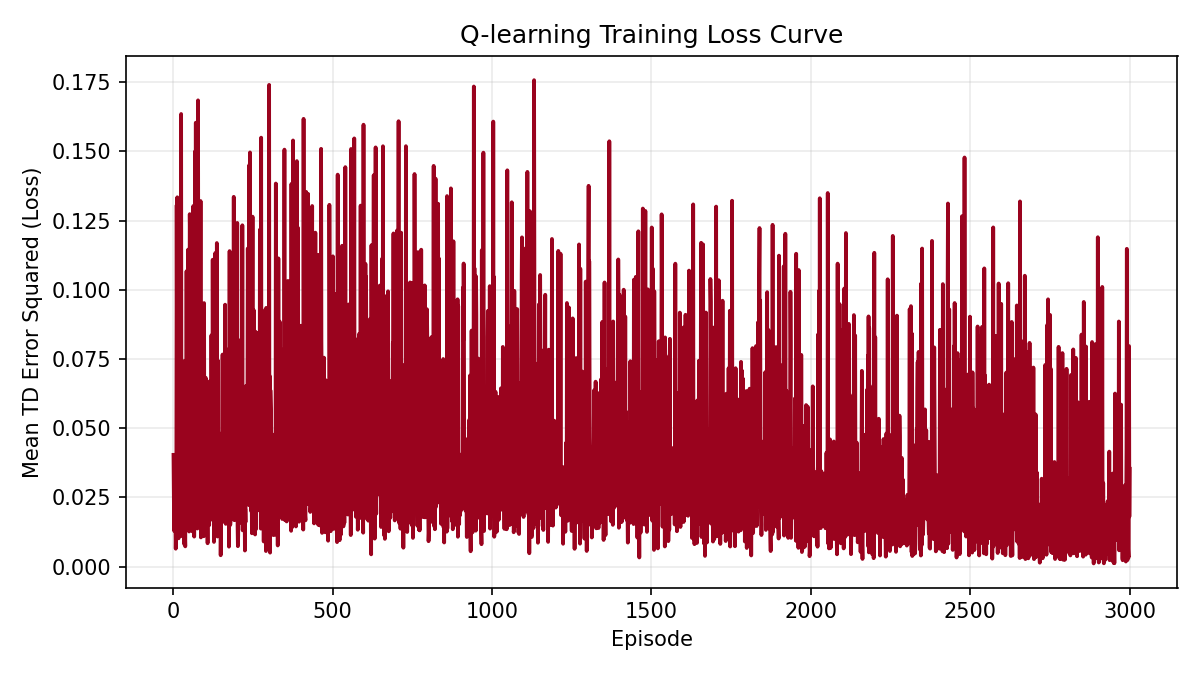 Q-learning Training Loss Curve
Mean TD Error Squared (Loss)
0.175
0.150
0.125
0.100
0.075
0.050
0.025
0.000
0 500 1000 1500 2000 2500 3000
Episode